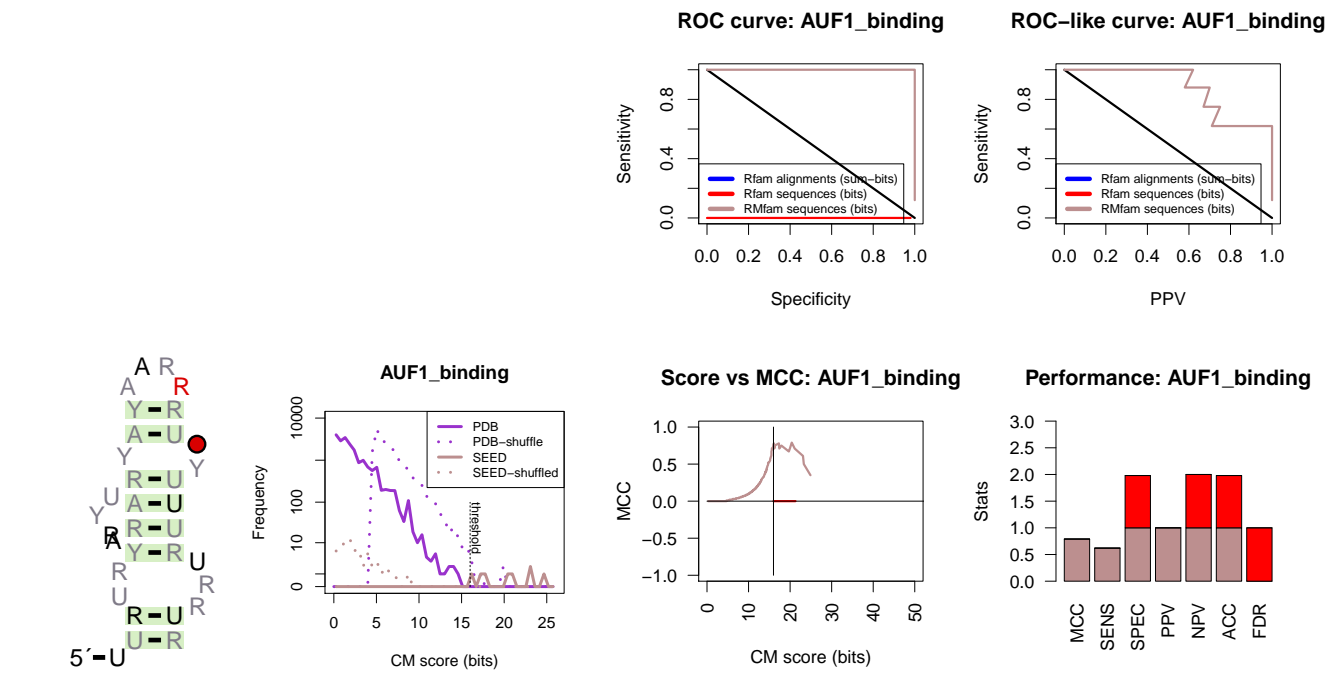 ROC curve: AUF1_binding
Sensitivity
0.0 0.4 0.8
Rfam alignments (sum−bits)
Rfam sequences (bits)
RMfam sequences (bits)
0.0 0.2 0.4 0.6 0.8 1.0
Specificity
ROC−like curve: AUF1_binding
Sensitivity
0.0 0.4 0.8
Rfam alignments (sum−bits)
Rfam sequences (bits)
RMfam sequences (bits)
0.0 0.2 0.4 0.6 0.8 1.0
PPV
A R
A R
Y R
A U
Y
Y
R U
U
A U
Y
R
R U
A
Y R
U
R
R
U
R
R U
U R
5´ U
AUF1_binding
Frequency
0 10 100 10000
PDB
PDB−shuffle
SEED
SEED−shuffled
threshold
0 5 10 15 20 25
CM score (bits)
Score vs MCC: AUF1_binding
MCC
1.0
0.5
0.0
−0.5
−1.0
0 10 20 30 40 50
CM score (bits)
Performance: AUF1_binding
Stats
3.0
2.5
2.0
1.5
1.0
0.5
0.0
MCC SENS SPEC PPV NPV ACC FDR